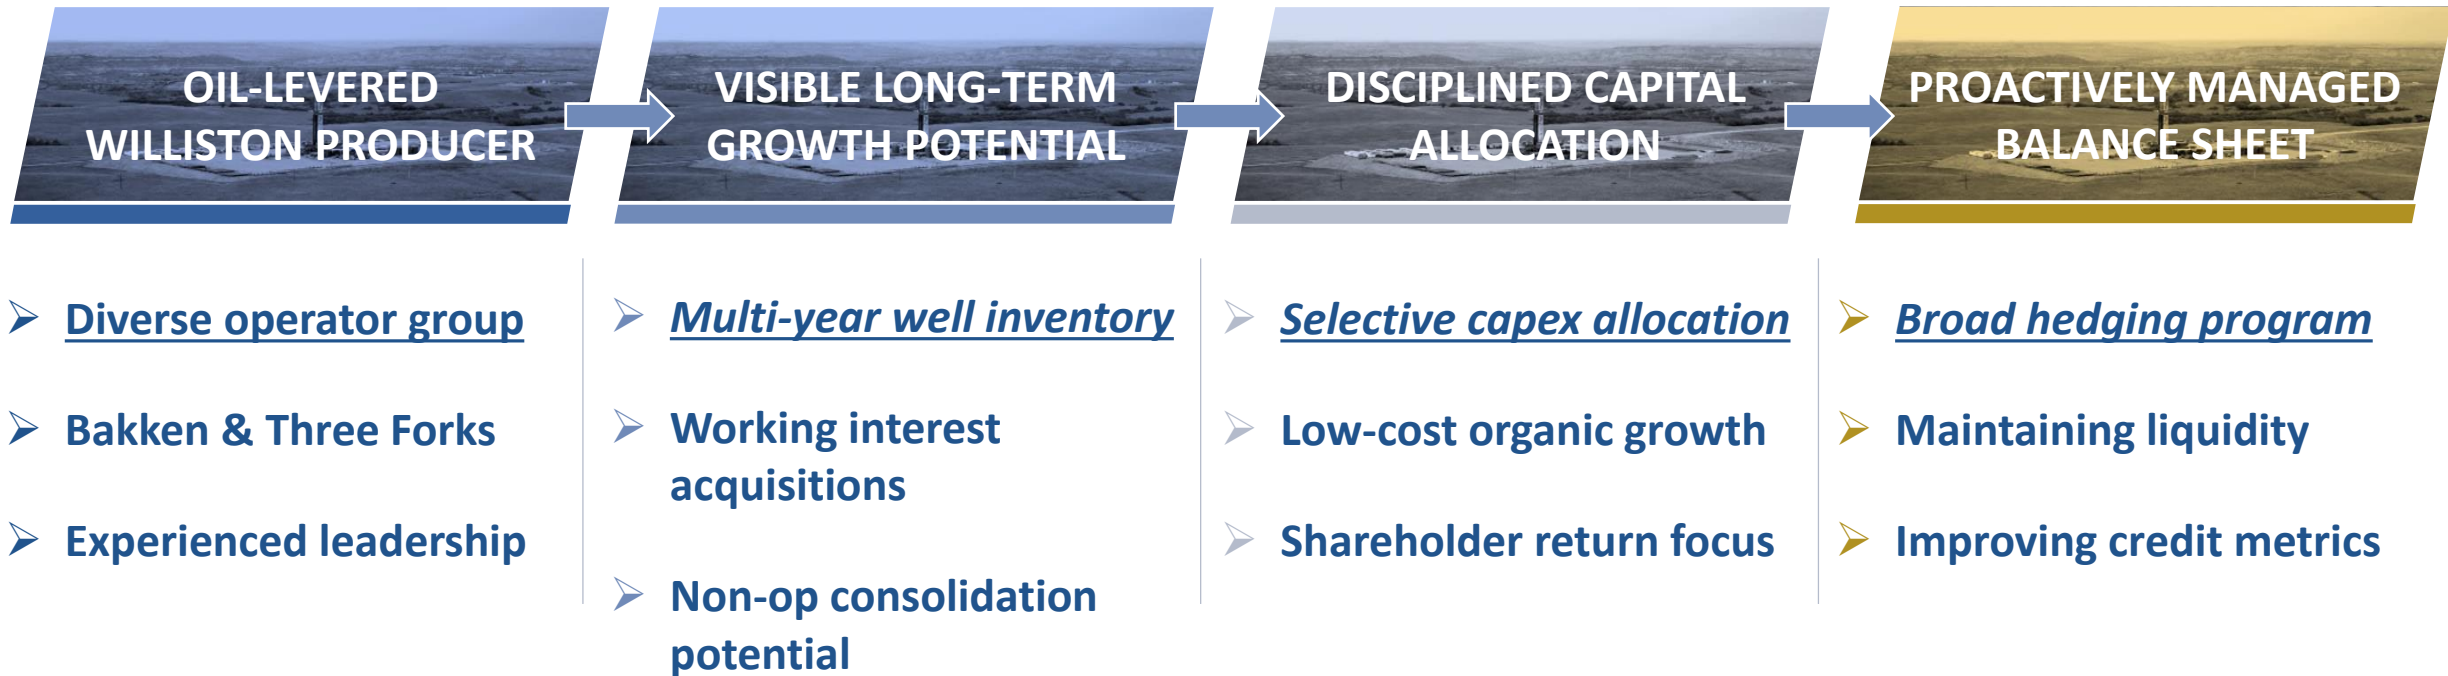 OIL-LEVERED
WILLISTON PRODUCER
VISIBLE LONG-TERM
GROWTH POTENTIAL
DISCIPLINED CAPITAL
ALLOCATION
PROACTIVELY MANAGED
BALANCE SHEET
Diverse operator group
Bakken & Three Forks
Experienced leadership
Multi-year well inventory
Working interest
acquisitions
Non-op consolidation
potential
Selective capex allocation
Low-cost organic growth
Shareholder return focus
Broad hedging program
Maintaining liquidity
Improving credit metrics